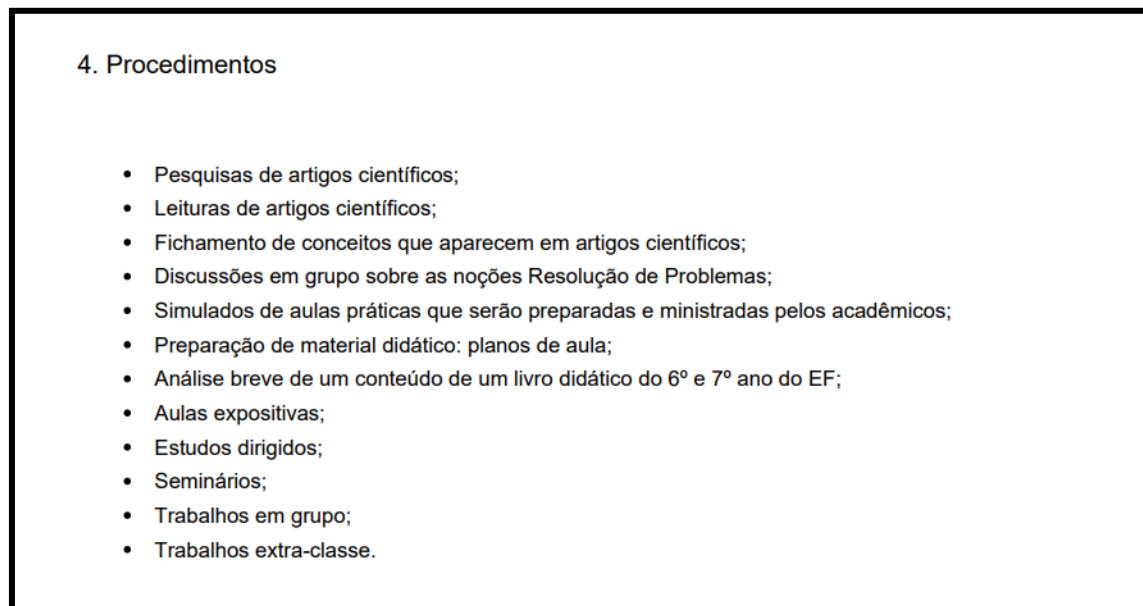 4. Procedimentos
• Pesquisas de artigos científicos;
• Leituras de artigos científicos;
• Fichamento de conceitos que aparecem em artigos científicos;
• Discussões em grupo sobre as noções Resolução de Problemas;
• Simulados de aulas práticas que serão preparadas e ministradas pelos acadêmicos;
• Preparação de material didático: planos de aula;
• Análise breve de um conteúdo de um livro didático do 6º e 7º ano do EF;
• Aulas expositivas;
• Estudos dirigidos;
• Seminários;
• Trabalhos em grupo;
• Trabalhos extra-classe.